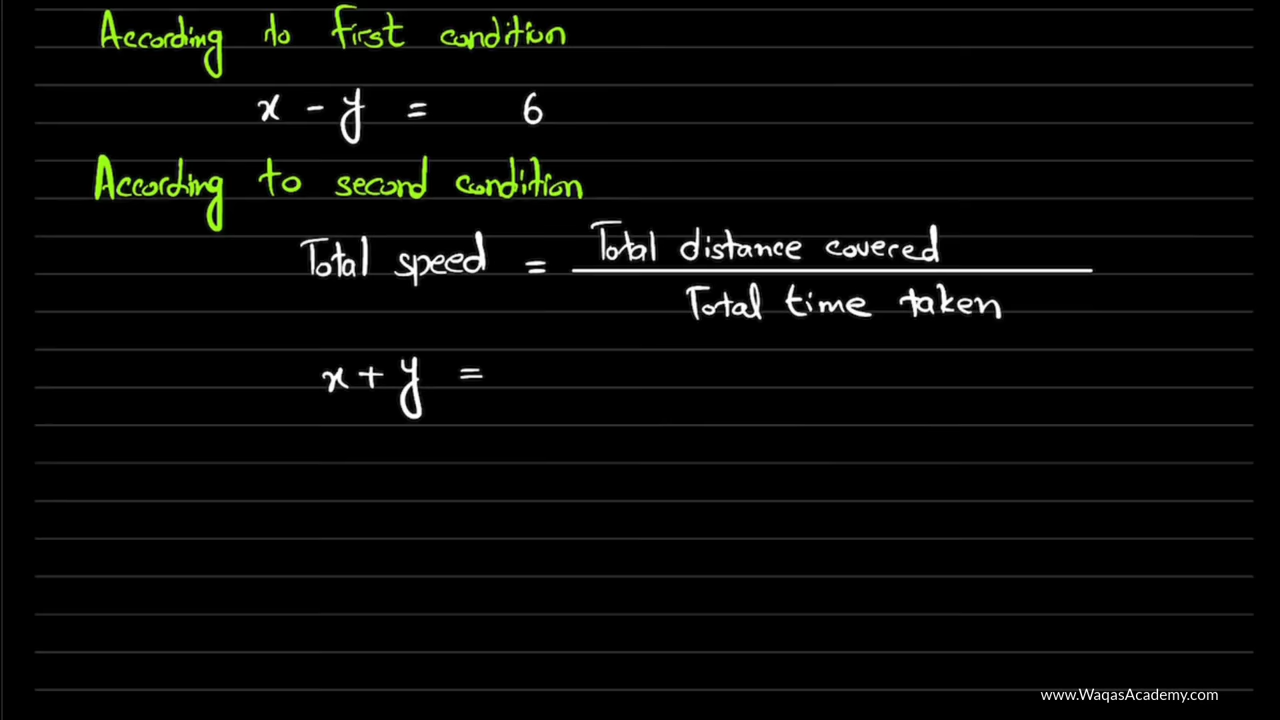 According to first condition
x - y = 6
According to second condition
Total speed = Total distance covered / Total time taken
x + y =
www.WaqasAcademy.com